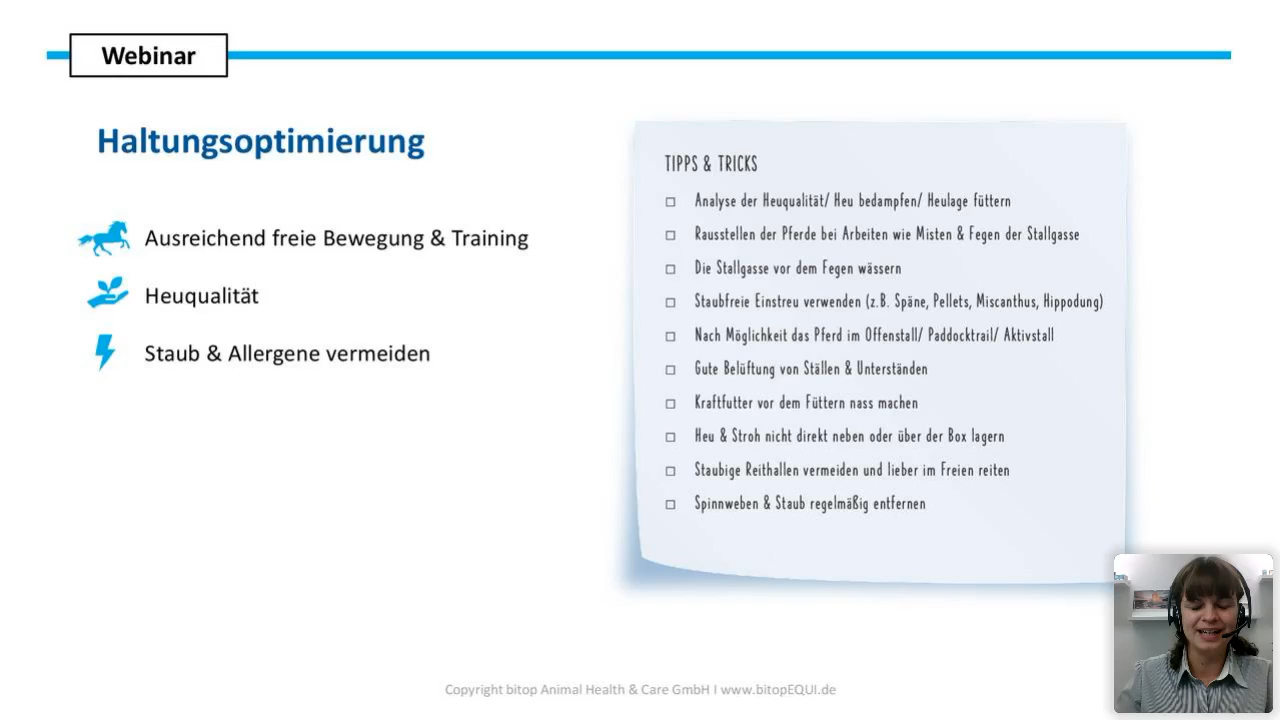 Webinar
Haltungsoptimierung
Ausreichend freie Bewegung & Training
Heuqualität
Staub & Allergene vermeiden
TIPPS & TRICKS
□ Analyse der Heuqualität/ Heu bedampfen/ Heulage füttern
□ Rausstellen der Pferde bei Arbeiten wie Misten & Fegen der Stallgasse
□ Die Stallgasse vor dem Fegen wässern
□ Staubfreie Einstreu verwenden (z.B. Späne, Pellets, Miscanthus, Hippodung)
□ Nach Möglichkeit das Pferd im Offenstall/ Paddocktrail/ Aktivstall
□ Gute Belüftung von Ställen & Unterständen
□ Kraftfutter vor dem Füttern nass machen
□ Heu & Stroh nicht direkt neben oder über der Box lagern
□ Staubige Reithallen vermeiden und lieber im Freien reiten
□ Spinnweben & Staub regelmäßig entfernen
Copyright bitop Animal Health & Care GmbH I www.bitopEQUI.de